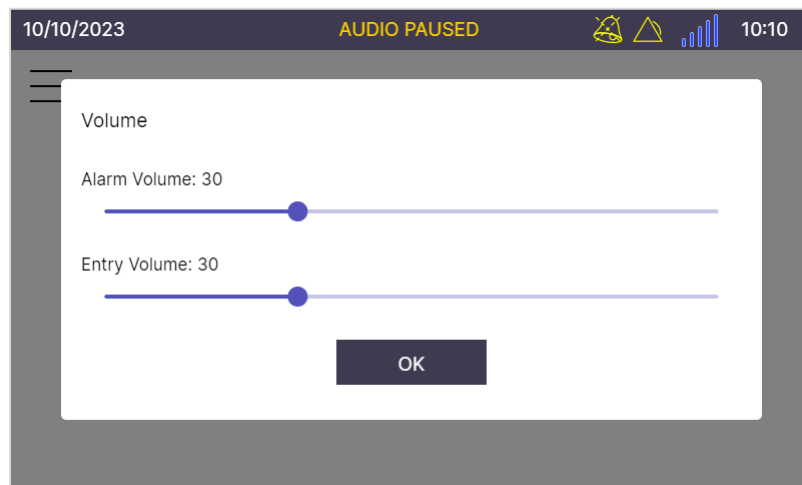 10/10/2023 AUDIO PAUSED 10:10
Volume
Alarm Volume: 30
Entry Volume: 30
OK